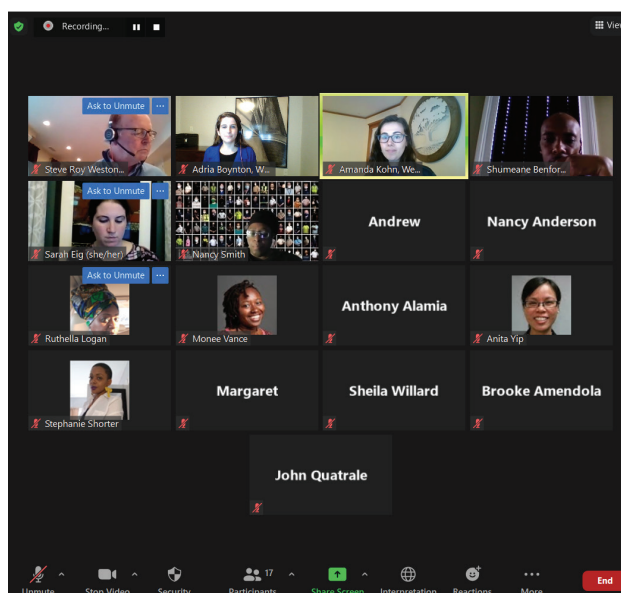 Recording...
View
Ask to Unmute ...
Steve Roy Weston...
Adria Boynton, W...
Amanda Kohn, We...
Shumeane Benfor...
Ask to Unmute ...
Sarah Eig (she/her)
Nancy Smith
Andrew
Nancy Anderson
Ask to Unmute ...
Ruthella Logan
Monee Vance
Anthony Alamia
Anita Yip
Stephanie Shorter
Margaret
Sheila Willard
Brooke Amendola
John Quatrale
17
End
Unmute
Stop Video
Security
Participants
Share Screen
Interpretation
Reactions
More